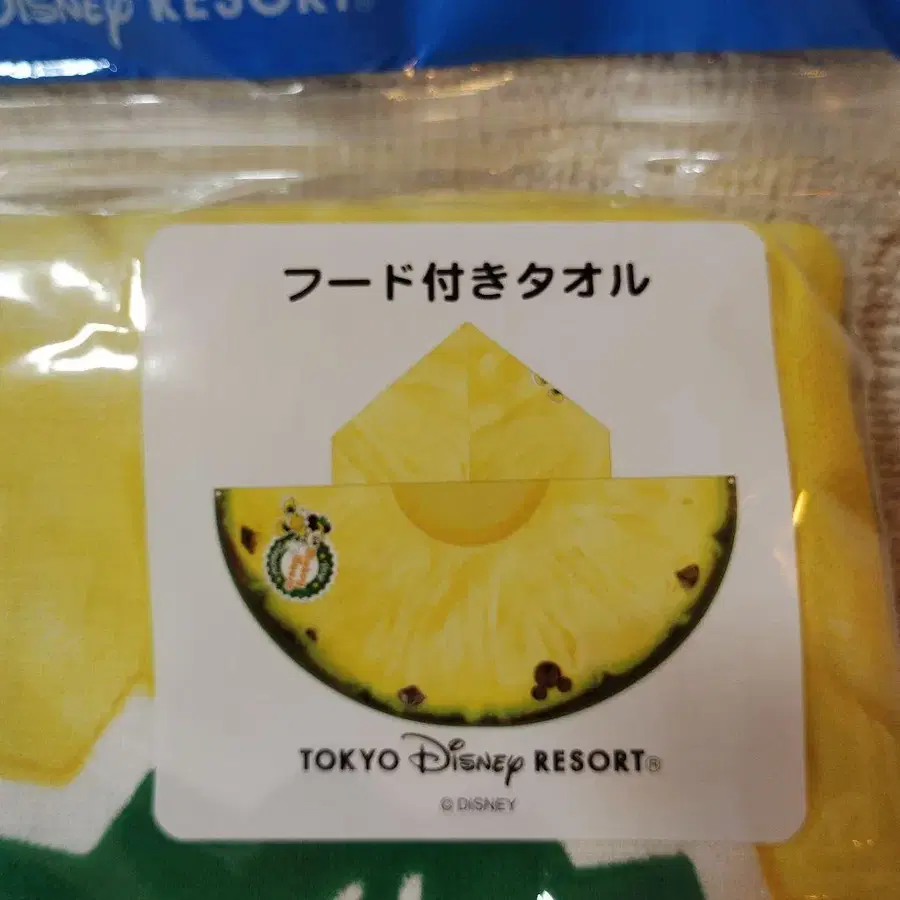 DISNEY RESORT®
フード付きタオル
TOKYO Disney RESORT®
© DISNEY